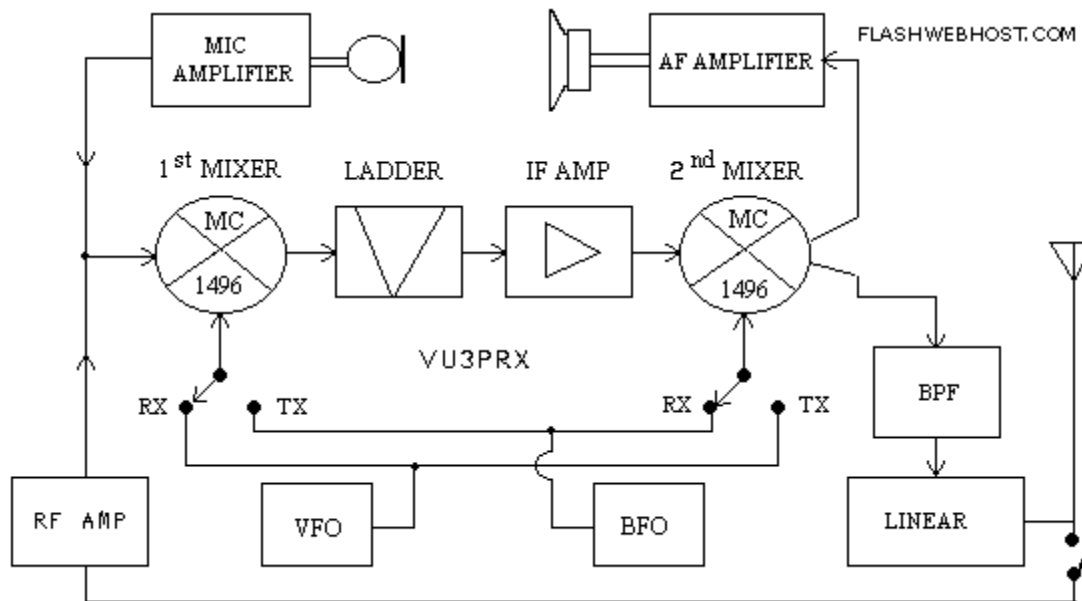 MIC
AMPLIFIER
AF AMPLIFIER
FLASHWEBHOST.COM
1st MIXER
LADDER
IF AMP
2nd MIXER
MC
1496
MC
1496
VU3PRX
RX
TX
RX
TX
BPF
RF AMP
VFO
BFO
LINEAR